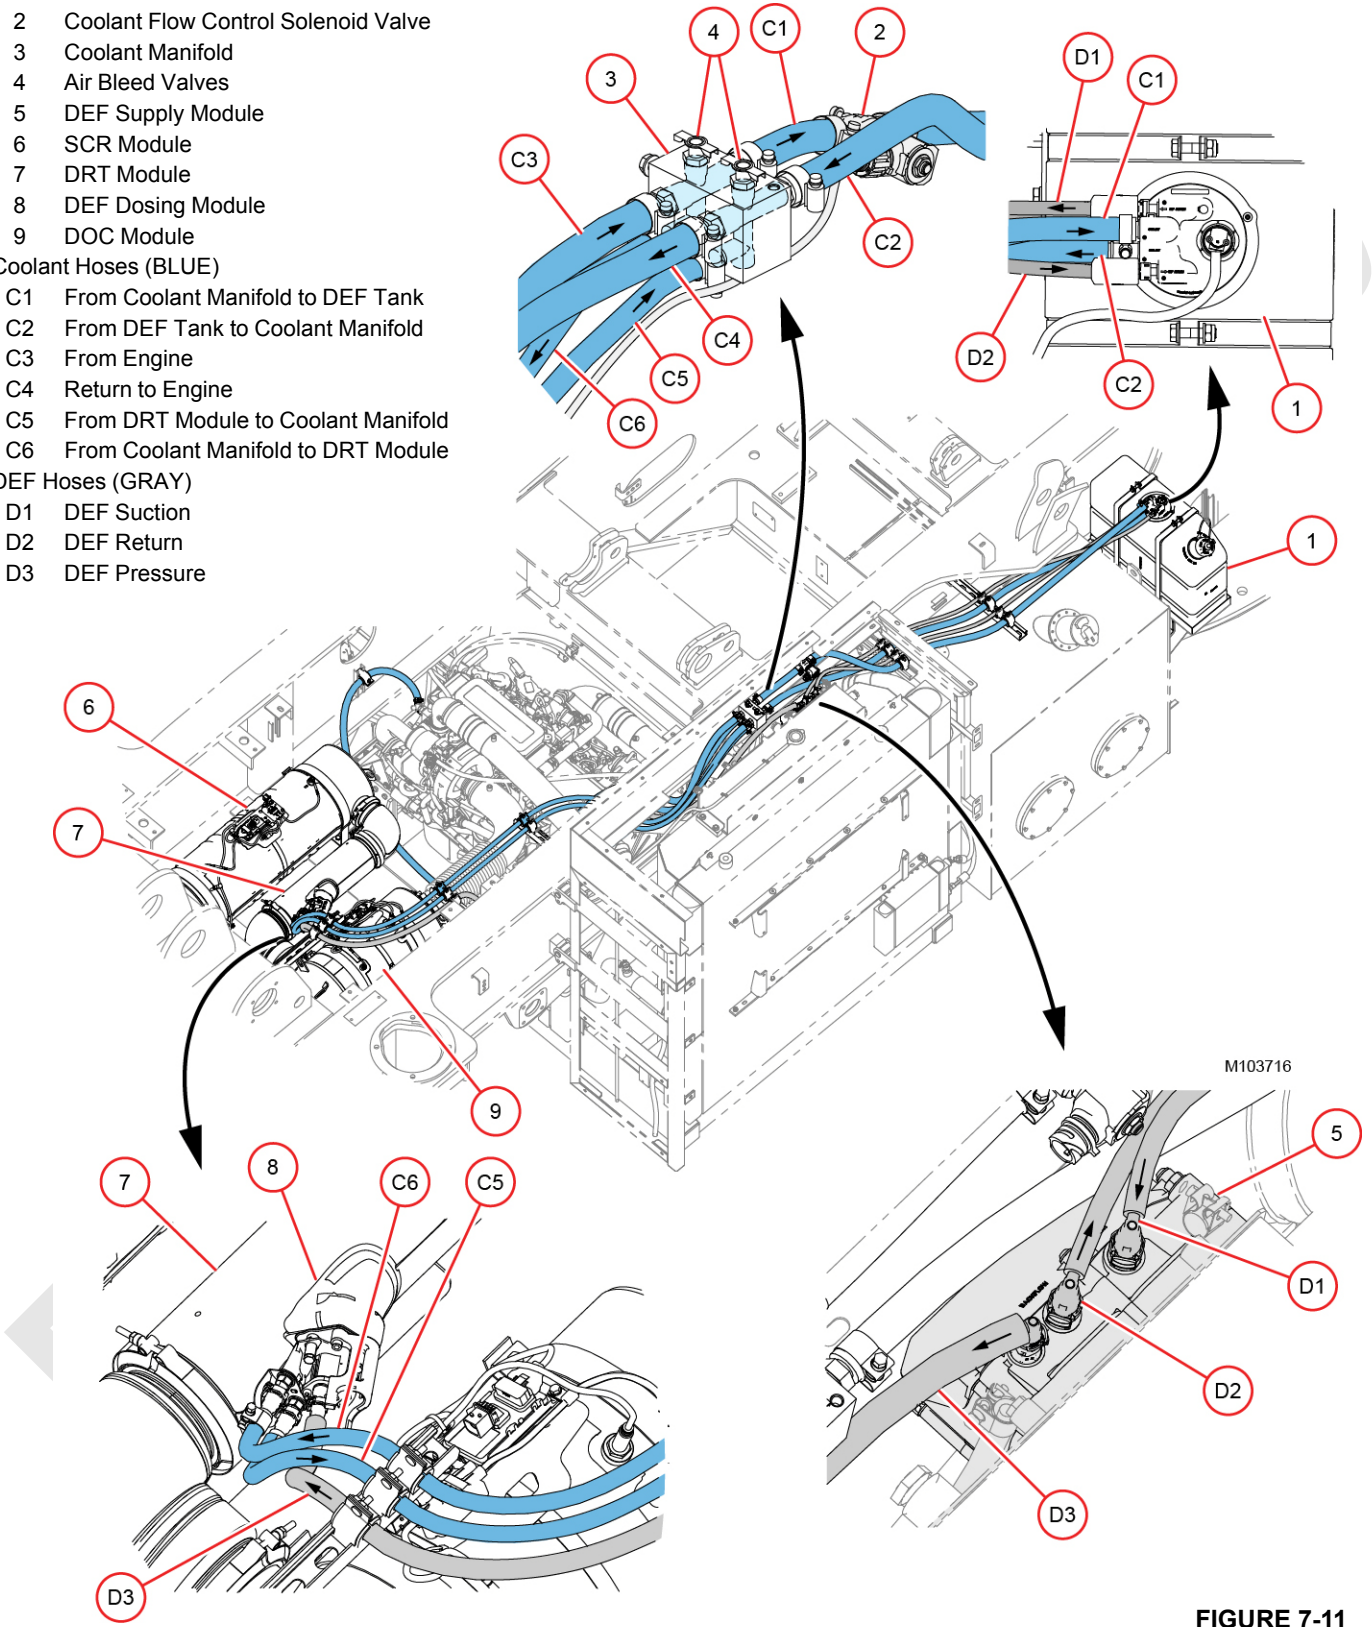 2 Coolant Flow Control Solenoid Valve
3 Coolant Manifold
4 Air Bleed Valves
5 DEF Supply Module
6 SCR Module
7 DRT Module
8 DEF Dosing Module
9 DOC Module
Coolant Hoses (BLUE)
C1 From Coolant Manifold to DEF Tank
C2 From DEF Tank to Coolant Manifold
C3 From Engine
C4 Return to Engine
C5 From DRT Module to Coolant Manifold
C6 From Coolant Manifold to DRT Module
DEF Hoses (GRAY)
D1 DEF Suction
D2 DEF Return
D3 DEF Pressure
4
C1
2
3
C3
C2
C4
C5
C6
D1
C1
D2
C2
1
1
6
7
9
M103716
7
8
C6
C5
D3
5
D1
D2
D3
FIGURE 7-11